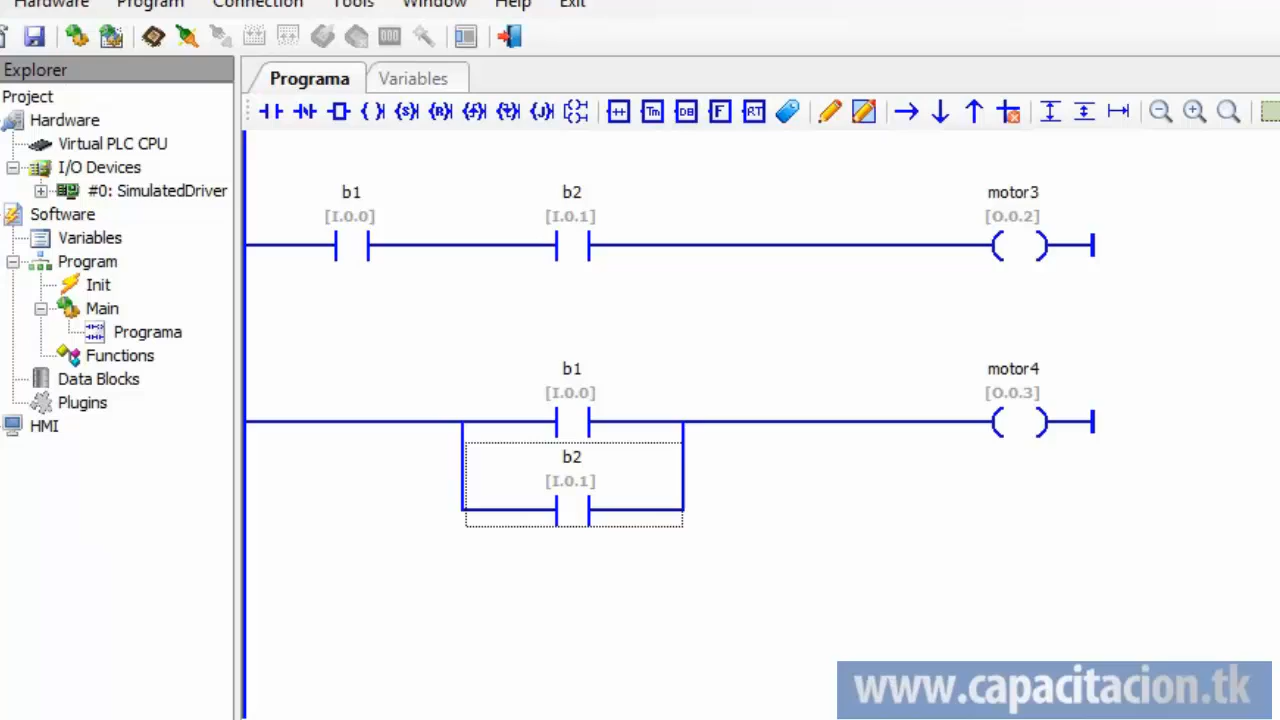 Hardware Program Connection Tools Window Help Exit
Explorer
Programa Variables
Project
Hardware
Virtual PLC CPU
I/O Devices
#0: SimulatedDriver
Software
Variables
Program
Init
Main
Programa
Functions
Data Blocks
Plugins
HMI
b1 b2 motor3
[I.0.0] [I.0.1] [O.0.2]
b1 motor4
[I.0.0] [O.0.3]
b2
[I.0.1]
www.capacitacion.tk